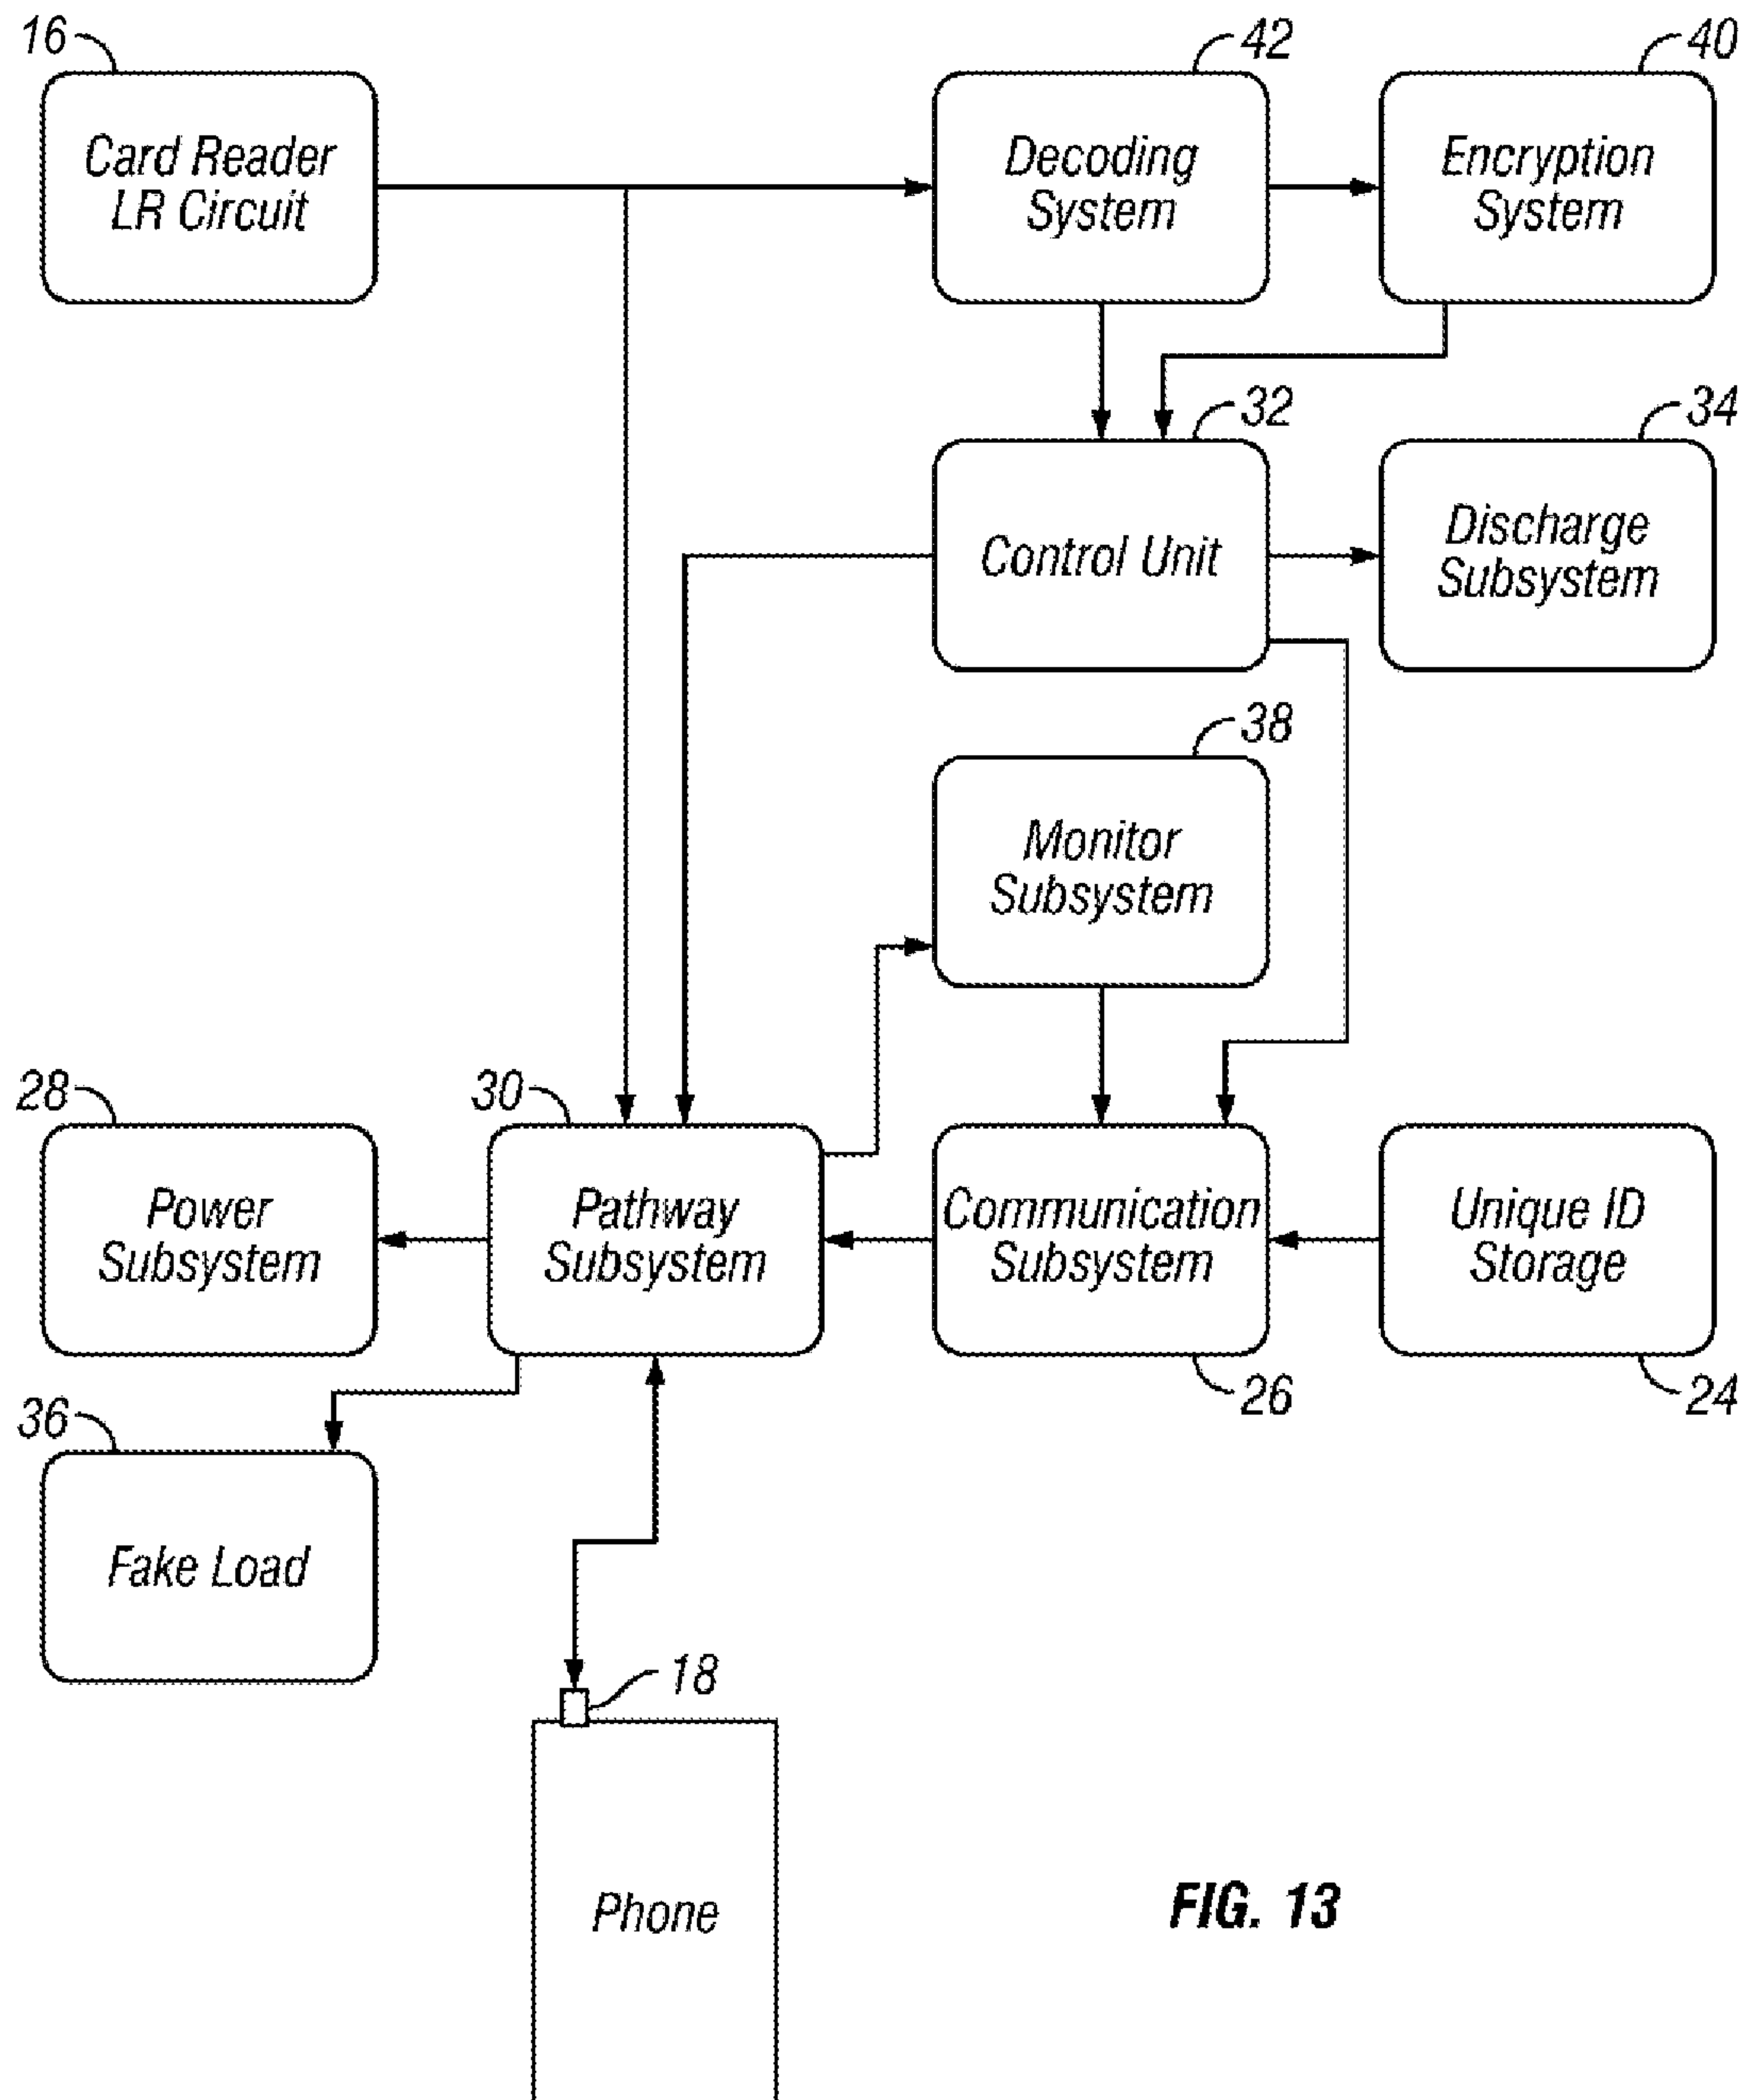 16
42
40
Card Reader
LR Circuit
Decoding
System
Encryption
System
32
34
Control Unit
Discharge
Subsystem
38
Monitor
Subsystem
28
30
Power
Subsystem
Pathway
Subsystem
Communication
Subsystem
Unique ID
Storage
36
26
24
Fake Load
18
Phone
FIG. 13